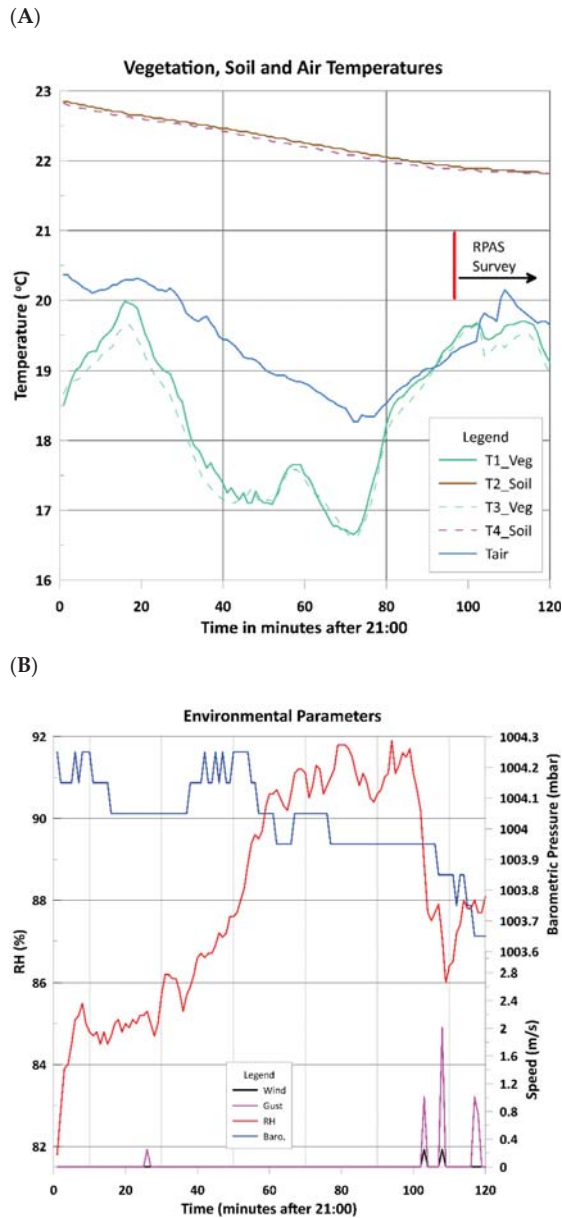 (A)
Vegetation, Soil and Air Temperatures
23
22
21
20
19
18
17
16
Temperature (°C)
RPAS
Survey
Legend
T1_Veg
T2_Soil
T3_Veg
T4_Soil
Tair
0 20 40 60 80 100 120
Time in minutes after 21:00
(B)
Environmental Parameters
92
90
88
86
84
82
RH (%)
1004.3
1004.2
1004.1
1004
1003.9
1003.8
1003.7
1003.6
Barometric Pressure (mbar)
2.8
2.4
2
1.6
1.2
0.8
0.4
0
Speed (m/s)
Legend
Wind
Gust
RH
Baro.
0 20 40 60 80 100 120
Time (minutes after 21:00)